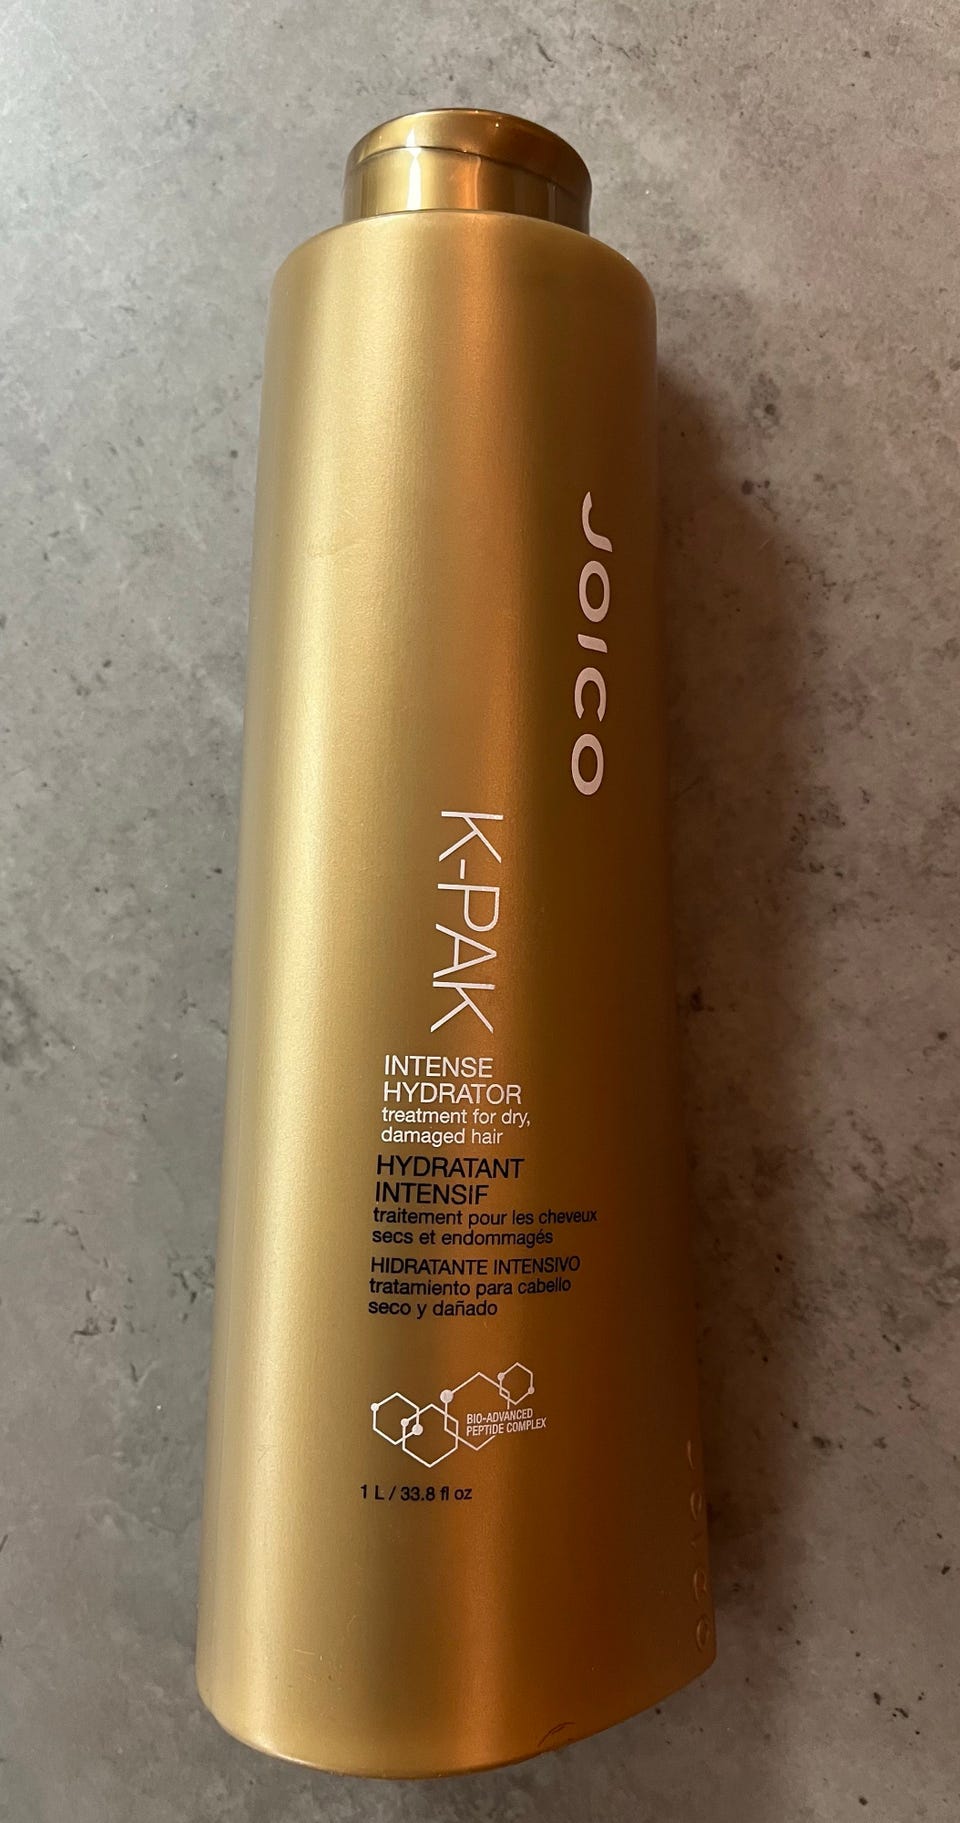 JOICO
K-PAK
INTENSE
HYDRATOR
treatment for dry,
damaged hair
HYDRATANT
INTENSIF
traitement pour les cheveux
secs et endommagés
HIDRATANTE INTENSIVO
tratamiento para cabello
seco y dañado
BIO-ADVANCED
PEPTIDE COMPLEX
1 L / 33.8 fl oz
JOICO